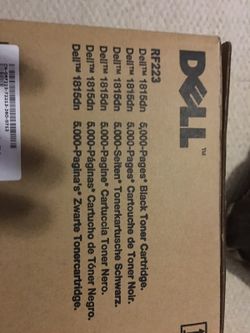 DELL™
RF223
Dell™ 1815dn 5.000-Pages* Black Toner Cartridge.
Dell™ 1815dn 5.000-Pages* Cartouche de Toner Noir.
Dell™ 1815dn 5.000-Seiten* Tonerkartusche Schwarz.
Dell™ 1815dn 5.000-Pagine* Cartuccia Toner Nero.
Dell™ 1815dn 5.000-Páginas* Cartucho de Tóner Negro.
Dell™ 1815dn 5.000-Pagina's* Zwarte Tonercartridge.